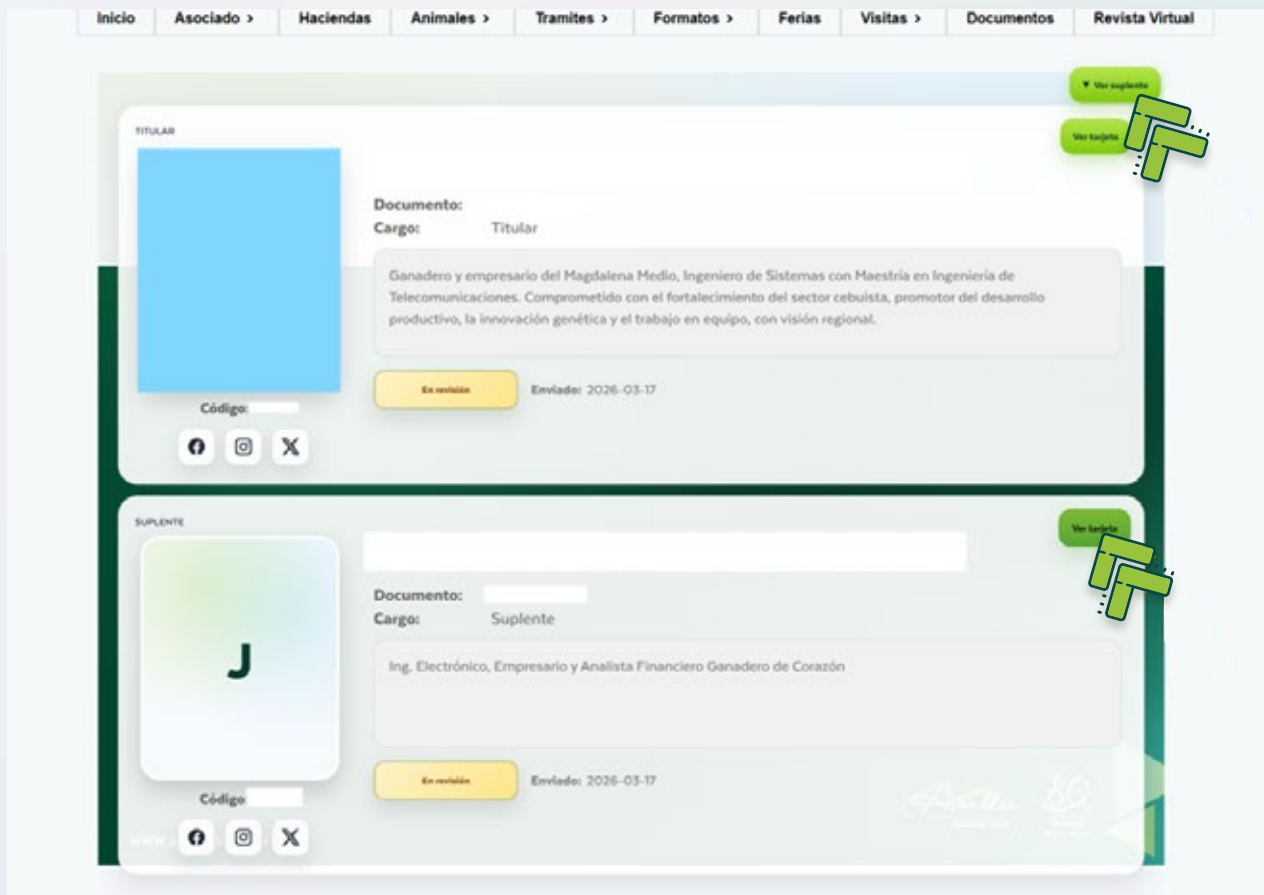 Inicio Asociado > Haciendas Animales > Tramites > Formatos > Ferias Visitas > Documentos Revista Virtual
▼ Ver suplente
TITULAR
Ver tarjeta
Documento:
Cargo: Titular
Ganadero y empresario del Magdalena Medio, Ingeniero de Sistemas con Maestría en Ingeniería de
Telecomunicaciones. Comprometido con el fortalecimiento del sector cebuista, promotor del desarrollo
productivo, la innovación genética y el trabajo en equipo, con visión regional.
En revisión Enviado: 2026-03-17
Código:
SUPLENTE
Ver tarjeta
J
Documento:
Cargo: Suplente
Ing. Electrónico, Empresario y Analista Financiero Ganadero de Corazón
En revisión Enviado: 2026-03-17
Código